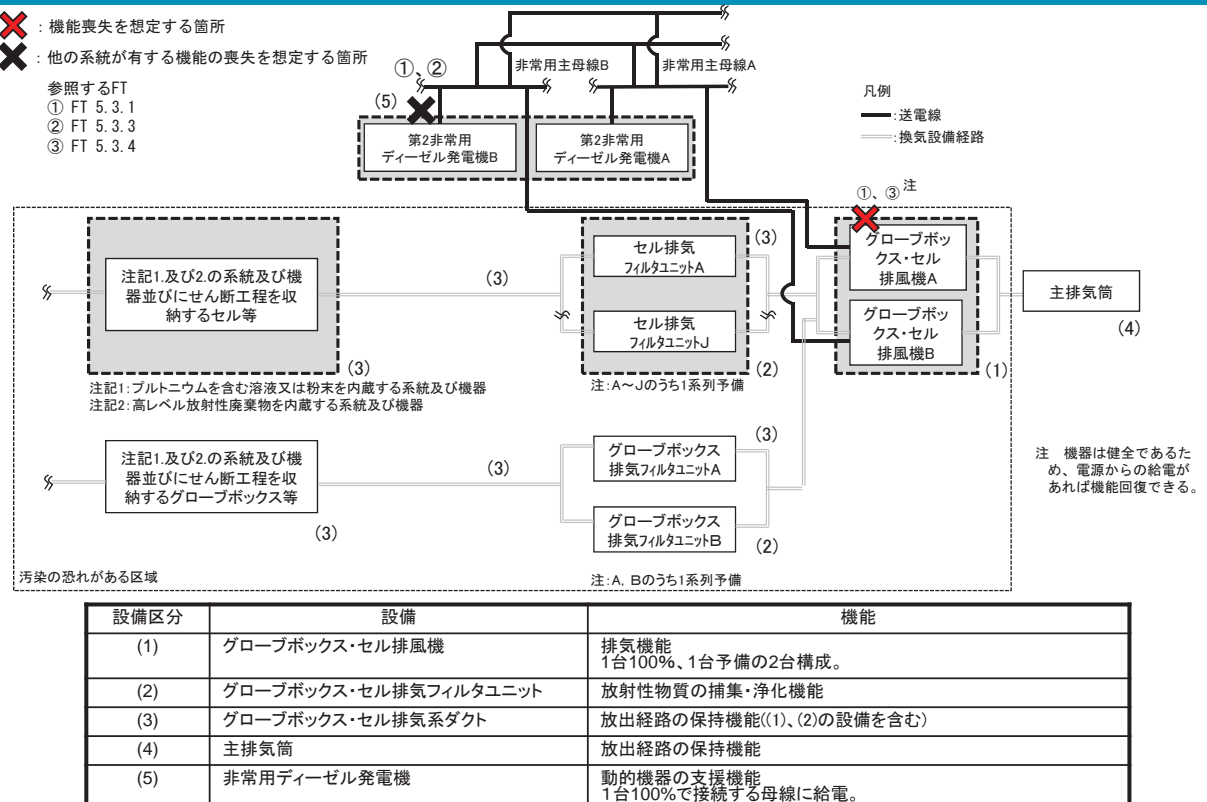 ：機能喪失を想定する箇所
：他の系統が有する機能の喪失を想定する箇所
参照するFT
① FT 5.3.1
② FT 5.3.3
③ FT 5.3.4
①、②
非常用主母線B
非常用主母線A
(5)
第2非常用
ディーゼル発電機B
第2非常用
ディーゼル発電機A
凡例
:送電線
:換気設備経路
①、③注
注記1.及び2.の系統及び機
器並びにせん断工程を収
納するセル等
(3)
(3)
セル排気
フィルタユニットA
(3)
セル排気
フィルタユニットJ
(2)
注:A～Jのうち1系列予備
グローブボッ
クス・セル
排風機A
グローブボッ
クス・セル
排風機B
(1)
主排気筒
(4)
注記1:プルトニウムを含む溶液又は粉末を内蔵する系統及び機器
注記2:高レベル放射性廃棄物を内蔵する系統及び機器
注記1.及び2.の系統及び機
器並びにせん断工程を収
納するグローブボックス等
(3)
(3)
グローブボックス
排気フィルタユニットA
(3)
グローブボックス
排気フィルタユニットB
(2)
注:A, Bのうち1系列予備
注　機器は健全であるた
め、電源からの給電が
あれば機能回復できる。
汚染の恐れがある区域
設備区分 設備 機能
(1) グローブボックス・セル排風機 排気機能
1台100%、1台予備の2台構成。
(2) グローブボックス・セル排気フィルタユニット 放射性物質の捕集・浄化機能
(3) グローブボックス・セル排気系ダクト 放出経路の保持機能((1)、(2)の設備を含む)
(4) 主排気筒 放出経路の保持機能
(5) 非常用ディーゼル発電機 動的機器の支援機能
1台100%で接続する母線に給電。